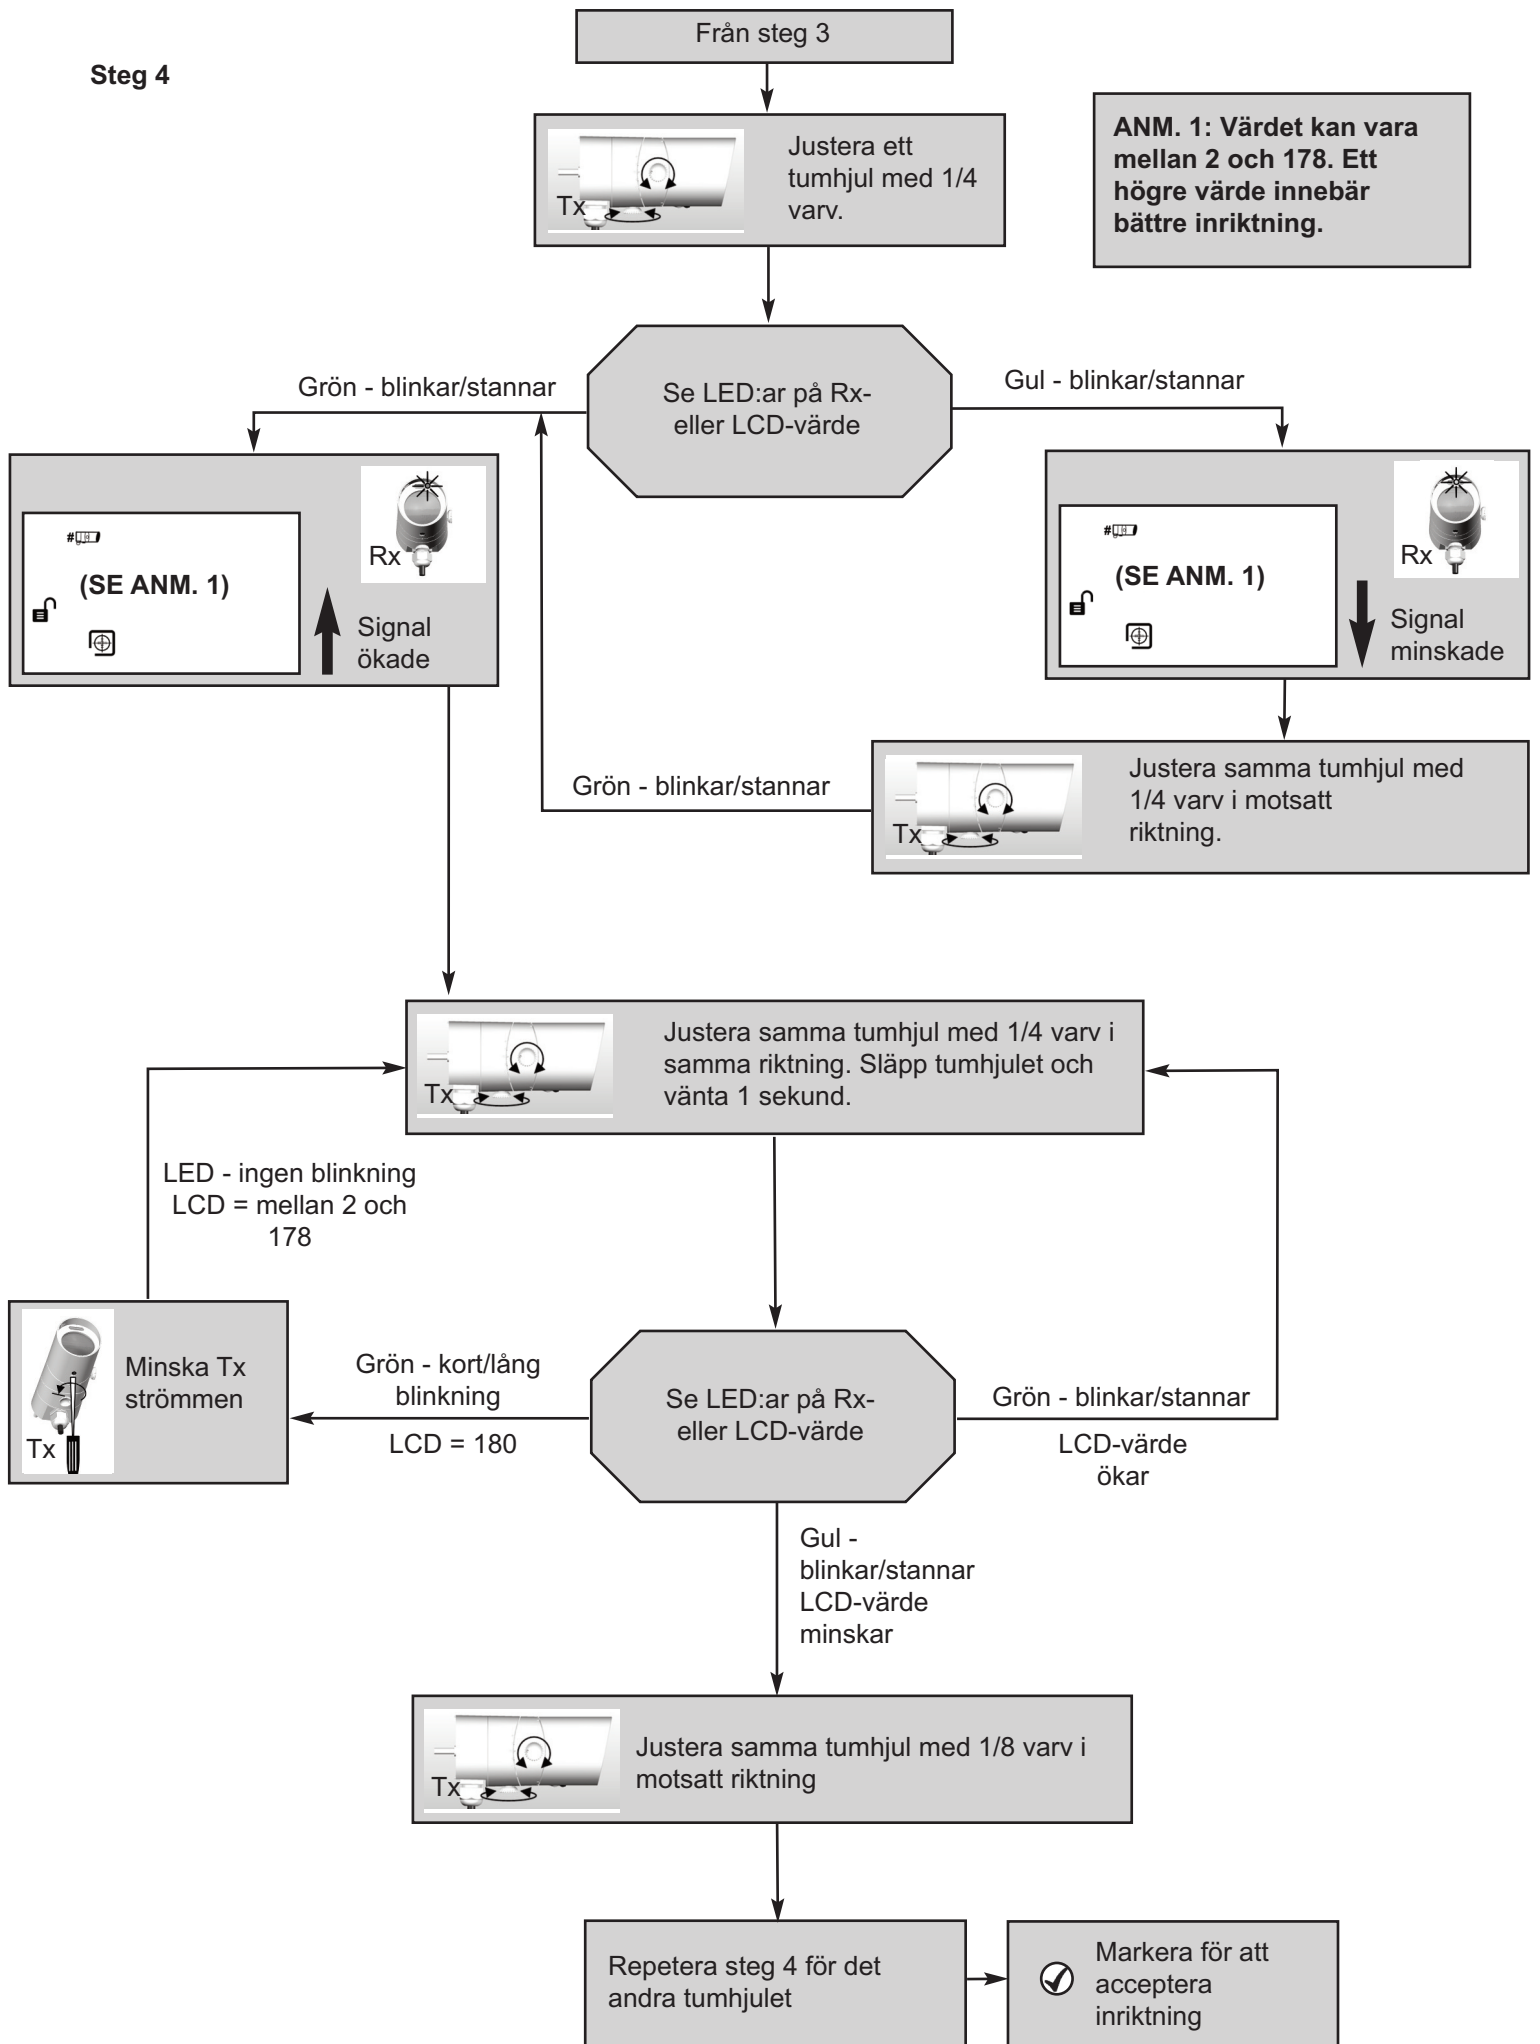 Från steg 3
Steg 4
ANM. 1: Värdet kan vara
mellan 2 och 178. Ett
högre värde innebär
bättre inriktning.
Justera ett
tumhjul med 1/4
varv.
Tx
Se LED:ar på Rx-
eller LCD-värde
Grön - blinkar/stannar
Gul - blinkar/stannar
#
Rx
(SE ANM. 1)
Signal
ökade
#
Rx
(SE ANM. 1)
Signal
minskade
Grön - blinkar/stannar
Tx
Justera samma tumhjul med
1/4 varv i motsatt
riktning.
Tx
Justera samma tumhjul med 1/4 varv i
samma riktning. Släpp tumhjulet och
vänta 1 sekund.
LED - ingen blinkning
LCD = mellan 2 och
178
Tx
Minska Tx
strömmen
Grön - kort/lång
blinkning
LCD = 180
Se LED:ar på Rx-
eller LCD-värde
Grön - blinkar/stannar
LCD-värde
ökar
Gul -
blinkar/stannar
LCD-värde
minskar
Tx
Justera samma tumhjul med 1/8 varv i
motsatt riktning
Repetera steg 4 för det
andra tumhjulet
Markera för att
acceptera
inriktning